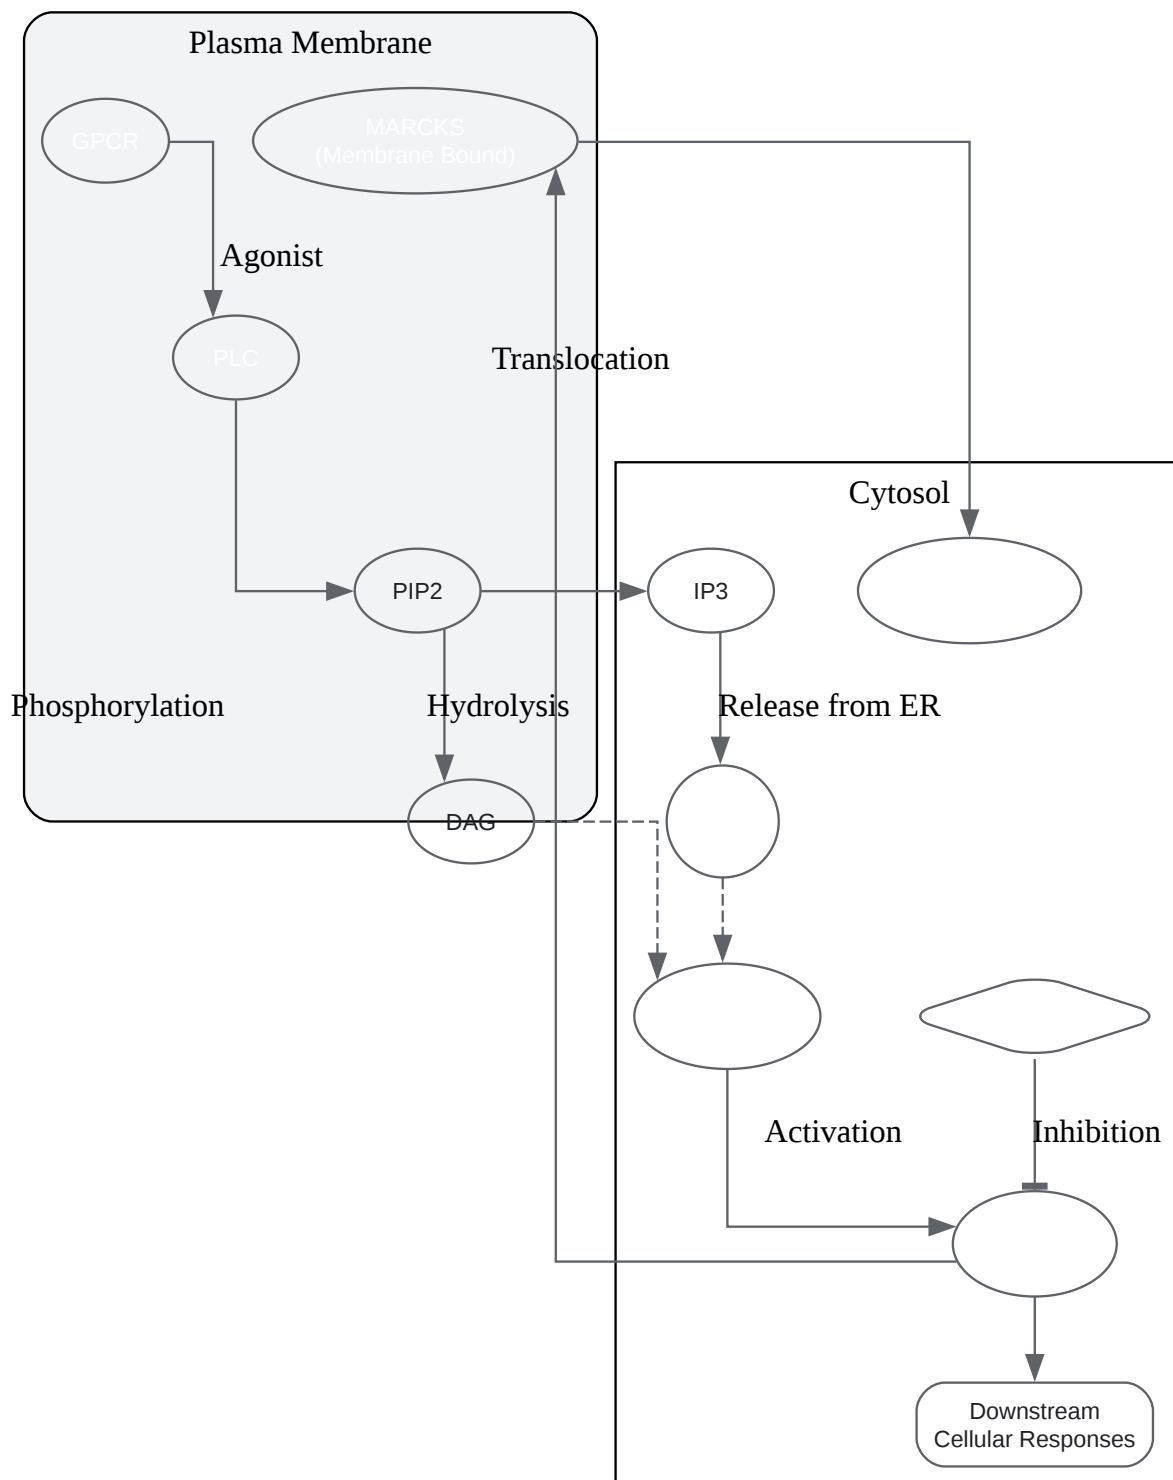 Plasma Membrane
GPCR
MARCKS
(Membrane Bound)
Agonist
PLC
Translocation
Cytosol
PIP2
IP3
Phosphorylation
Hydrolysis
Release from ER
DAG
Activation
Inhibition
Downstream
Cellular Responses